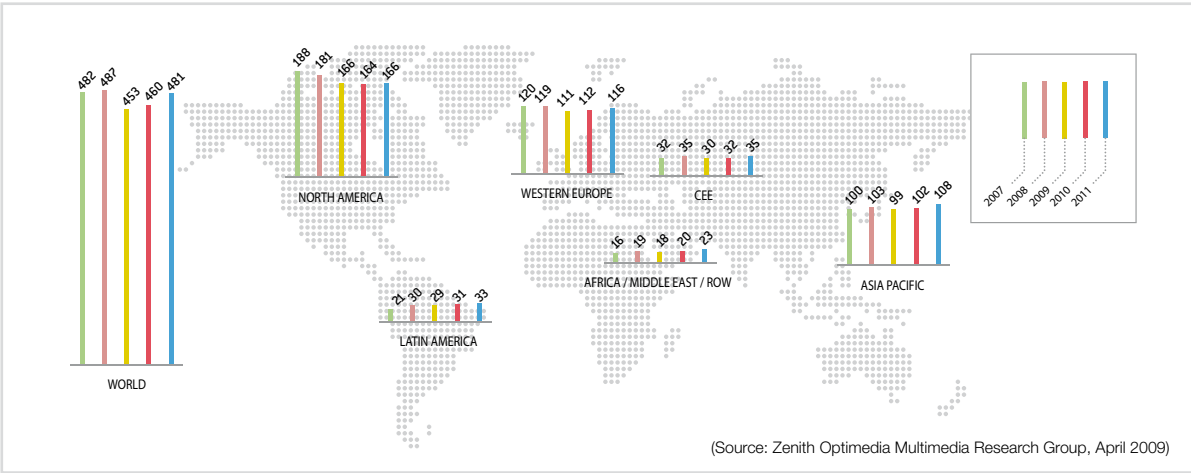 482 487 453 460 481
WORLD
188 181 166 164 166
NORTH AMERICA
21 30 29 31 33
LATIN AMERICA
120 119 111 112 116
WESTERN EUROPE
32 35 30 32 35
CEE
16 19 18 20 23
AFRICA / MIDDLE EAST / ROW
100 103 99 102 108
ASIA PACIFIC
2007 2008 2009 2010 2011
(Source: Zenith Optimedia Multimedia Research Group, April 2009)